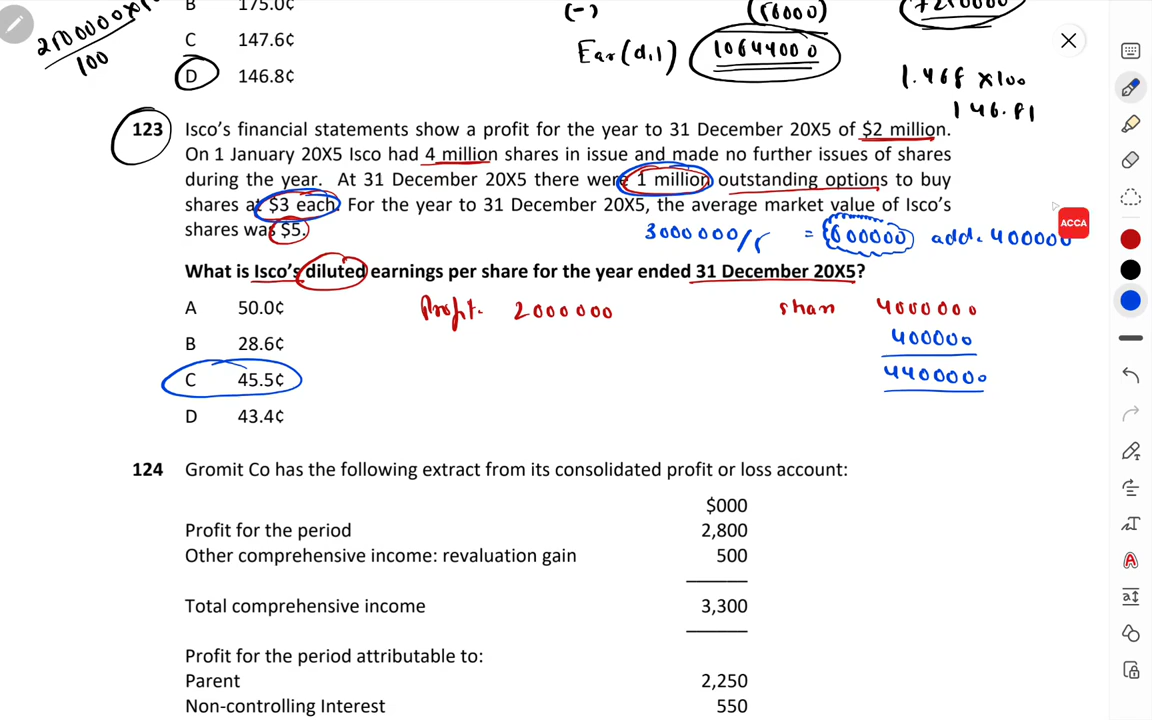 B 175.0¢
C 147.6¢
D 146.8¢
100
(-)
Ear(dil) 10644000
1.468 ×100
146.81
123 Isco's financial statements show a profit for the year to 31 December 20X5 of $2 million.
On 1 January 20X5 Isco had 4 million shares in issue and made no further issues of shares
during the year. At 31 December 20X5 there were 1 million outstanding options to buy
shares at $3 each. For the year to 31 December 20X5, the average market value of Isco's
shares was $5.
ACCA
3000000/5 = 600000 add. 400000
What is Isco's diluted earnings per share for the year ended 31 December 20X5?
A 50.0¢
Profit. 2000000
share 4000000
B 28.6¢
400000
C 45.5¢
4400000
D 43.4¢
124 Gromit Co has the following extract from its consolidated profit or loss account:
$000
Profit for the period 2,800
Other comprehensive income: revaluation gain 500
Total comprehensive income 3,300
Profit for the period attributable to:
Parent 2,250
Non-controlling Interest 550